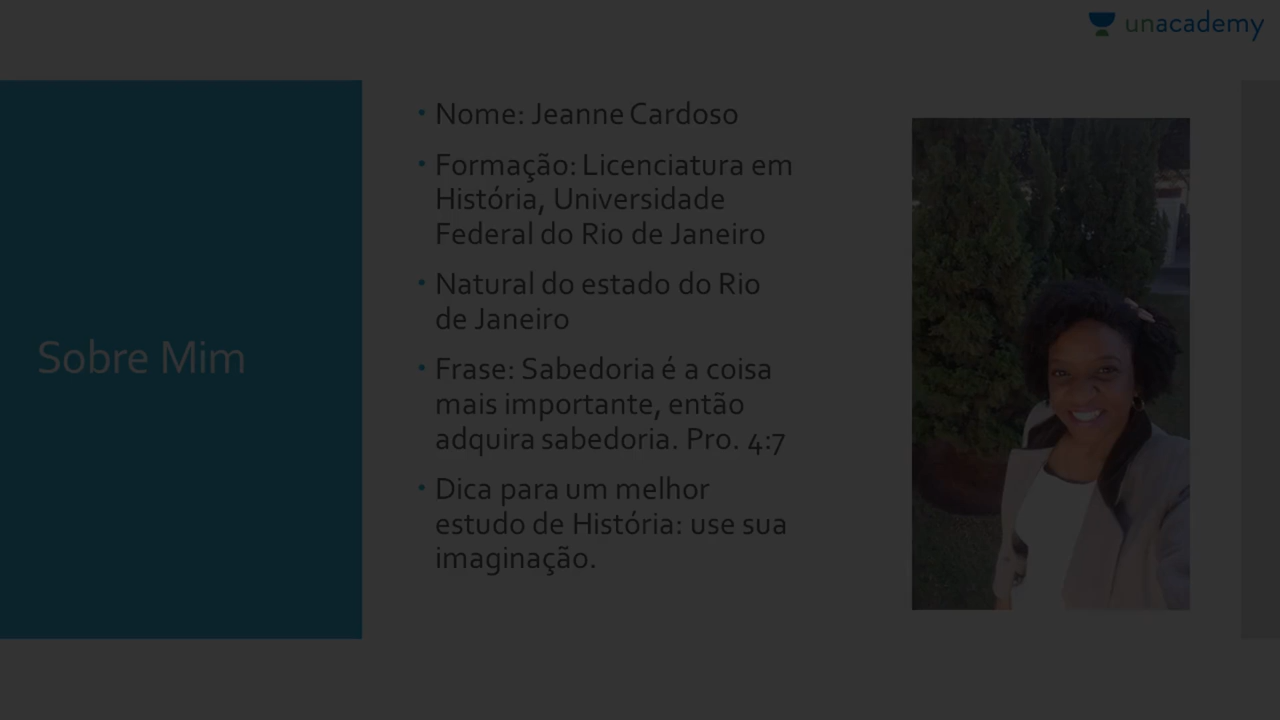 unacademy
Sobre Mim
• Nome: Jeanne Cardoso
• Formação: Licenciatura em
História, Universidade
Federal do Rio de Janeiro
• Natural do estado do Rio
de Janeiro
• Frase: Sabedoria é a coisa
mais importante, então
adquira sabedoria. Pro. 4:7
• Dica para um melhor
estudo de História: use sua
imaginação.